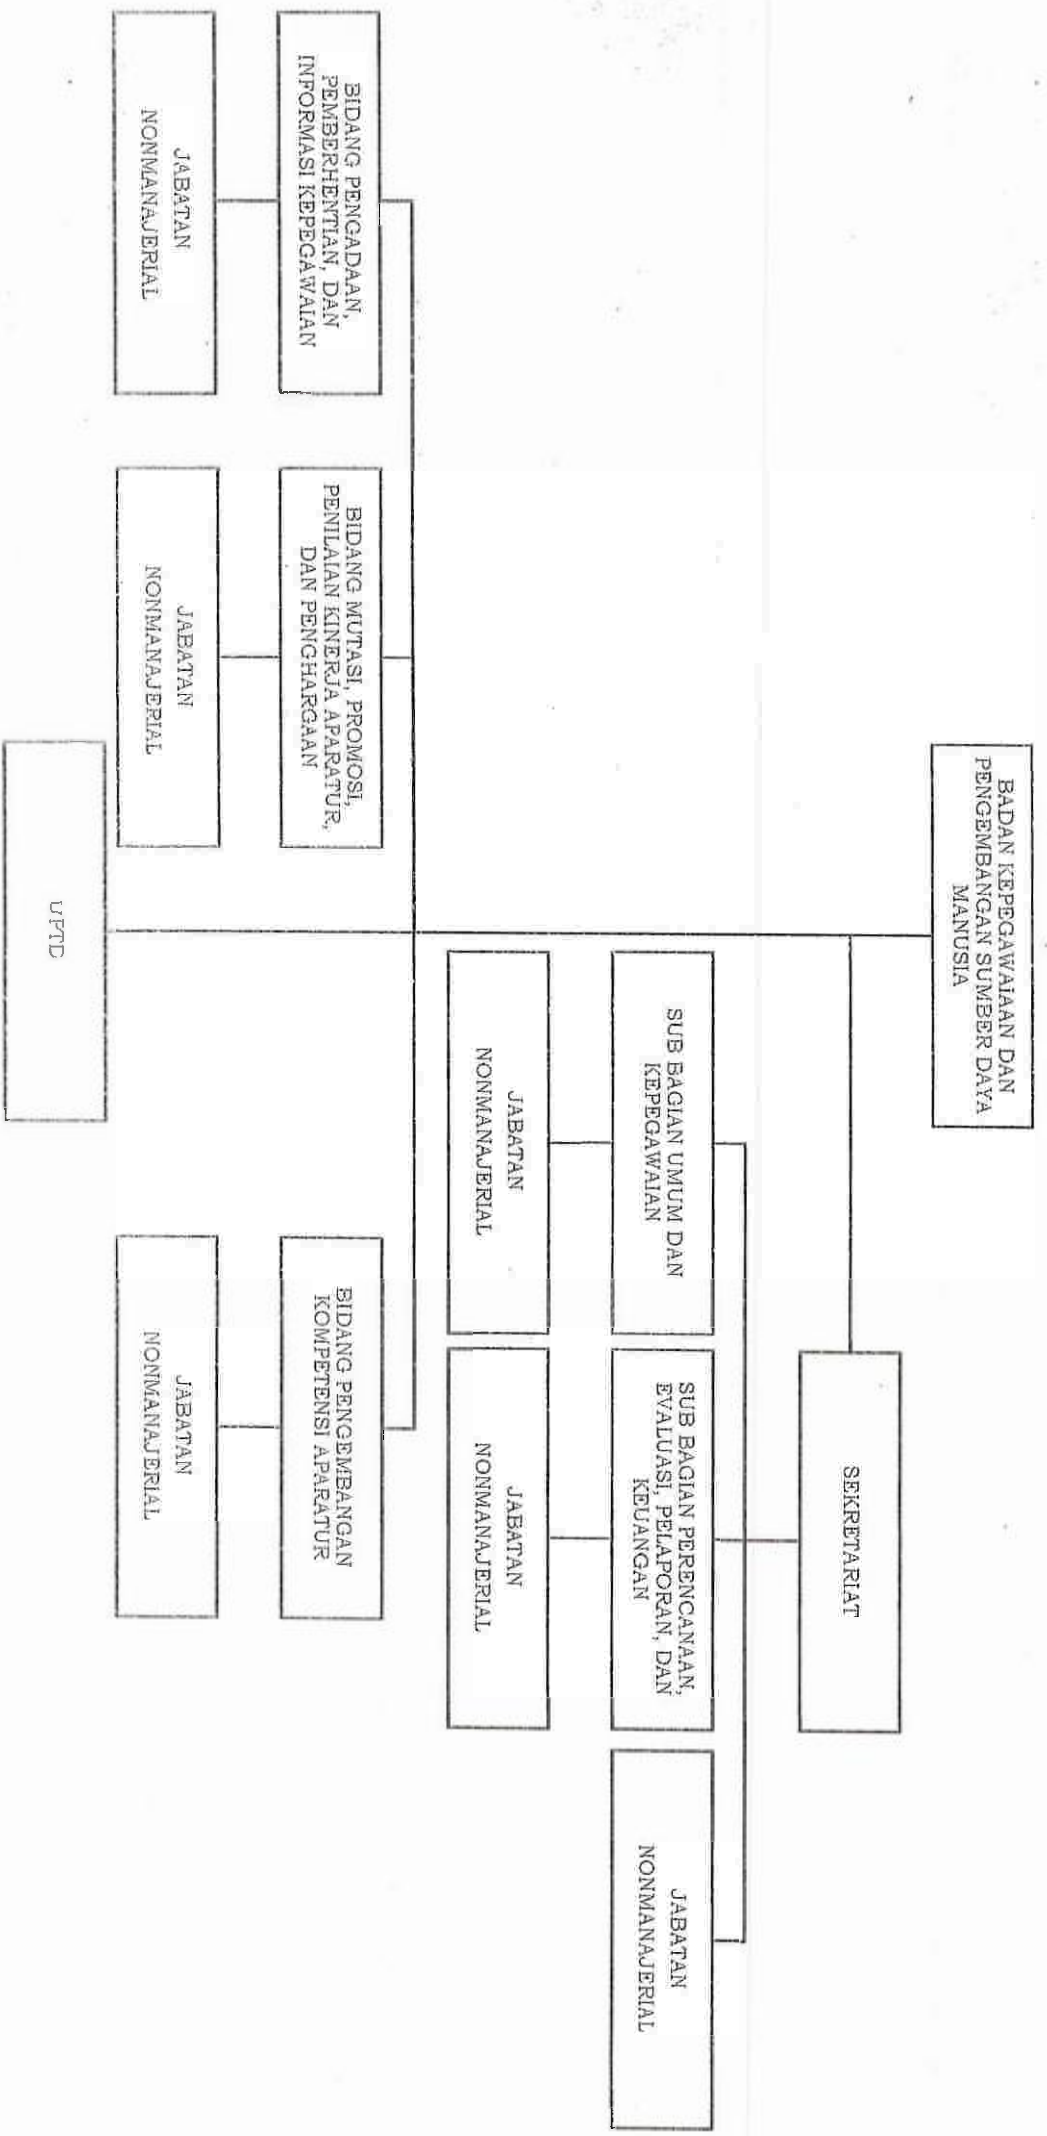 BADAN KEPEGAWAIAAN DAN
PENGEMBANGAN SUMBER DAYA
MANUSIA
SEKRETARIAT
SUB BAGIAN UMUM DAN
KEPEGAWAIAN
SUB BAGIAN PERENCANAAN,
EVALUASI, PELAPORAN, DAN
KEUANGAN
JABATAN
NONMANAJERIAL
JABATAN
NONMANAJERIAL
JABATAN
NONMANAJERIAL
BIDANG PENGADAAN,
PEMBERHENTIAN, DAN
INFORMASI KEPEGAWAIAN
BIDANG MUTASI, PROMOSI,
PENILAIAN KINERJA APARATUR,
DAN PENGHARGAAN
BIDANG PENGEMBANGAN
KOMPETENSI APARATUR
JABATAN
NONMANAJERIAL
JABATAN
NONMANAJERIAL
JABATAN
NONMANAJERIAL
UPTD